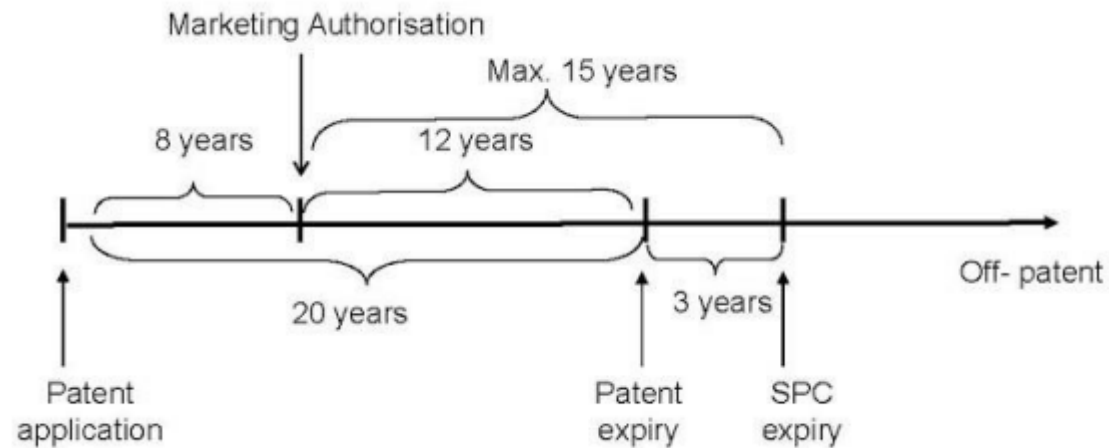 Marketing Authorisation
Max. 15 years
8 years
12 years
20 years
3 years
Off- patent
Patent
application
Patent
expiry
SPC
expiry